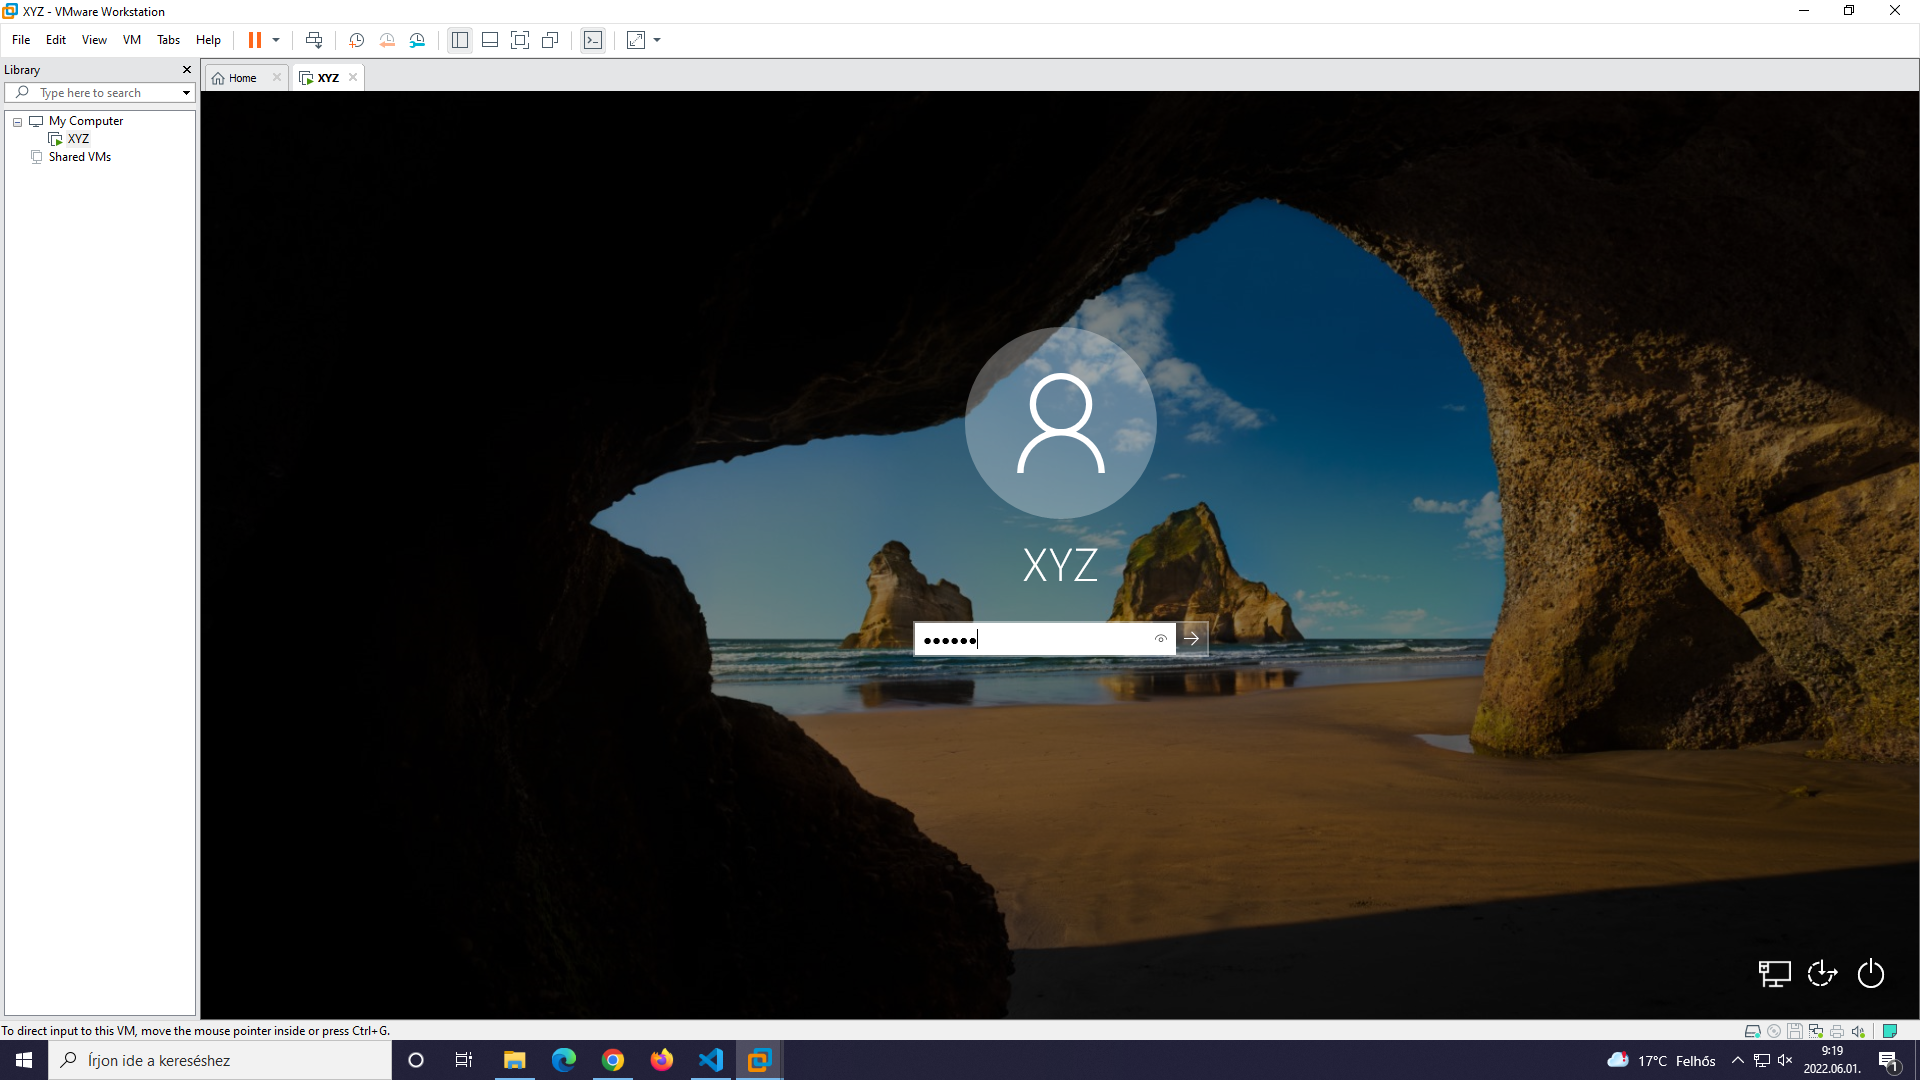 XYZ - VMware Workstation
File Edit View VM Tabs Help
Library
Type here to search
Home
XYZ
My Computer
XYZ
Shared VMs
XYZ
To direct input to this VM, move the mouse pointer inside or press Ctrl+G.
Írjon ide a kereséshez
17°C Felhős
9:19
2022.06.01.
1